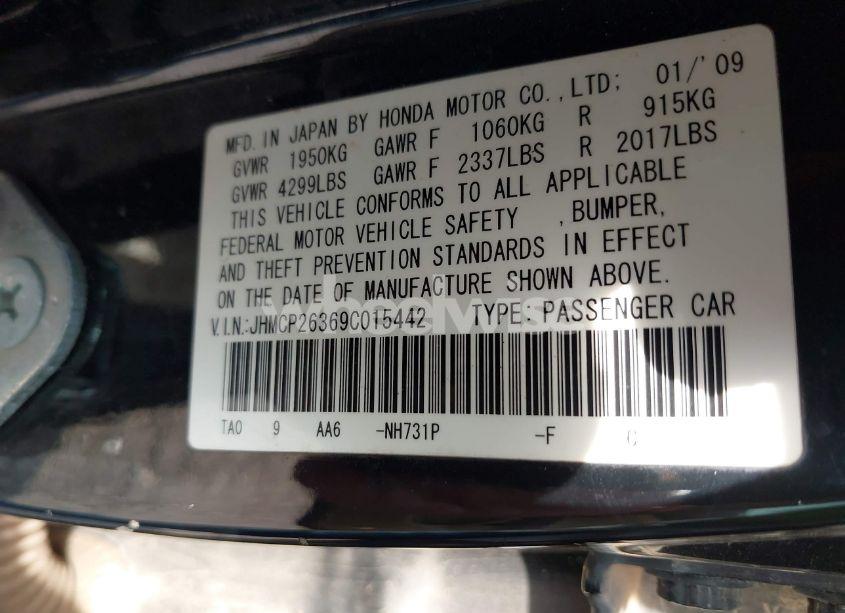 MFD. IN JAPAN BY HONDA MOTOR CO.,LTD; 01/'09
GVWR 1950KG GAWR F 1060KG R 915KG
GVWR 4299LBS GAWR F 2337LBS R 2017LBS
THIS VEHICLE CONFORMS TO ALL APPLICABLE
FEDERAL MOTOR VEHICLE SAFETY ,BUMPER,
AND THEFT PREVENTION STANDARDS IN EFFECT
ON THE DATE OF MANUFACTURE SHOWN ABOVE.
V.I.N:JHMCP26369C015442 TYPE:PASSENGER CAR
TA0 9 AA6 -NH731P -F C